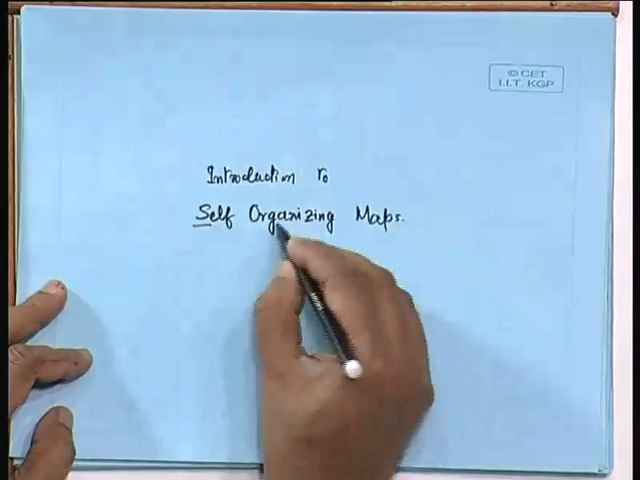 © CET
I.I.T. KGP
Introduction to
Self Organizing Maps.